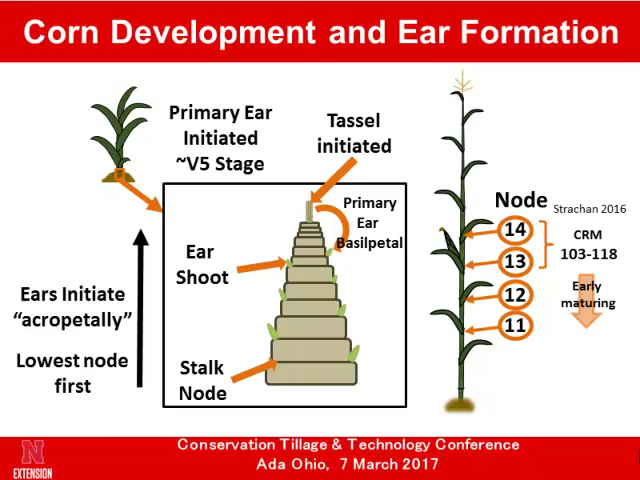 Corn Development and Ear Formation
Primary Ear
Initiated
~V5 Stage
Tassel
initiated
Primary
Ear
Basilpetal
Ear
Shoot
Stalk
Node
Ears Initiate
“acropetally”
Lowest node
first
Node
Strachan 2016
14
13
12
11
CRM
103-118
Early
maturing
Conservation Tillage & Technology Conference
Ada Ohio, 7 March 2017
N
EXTENSION